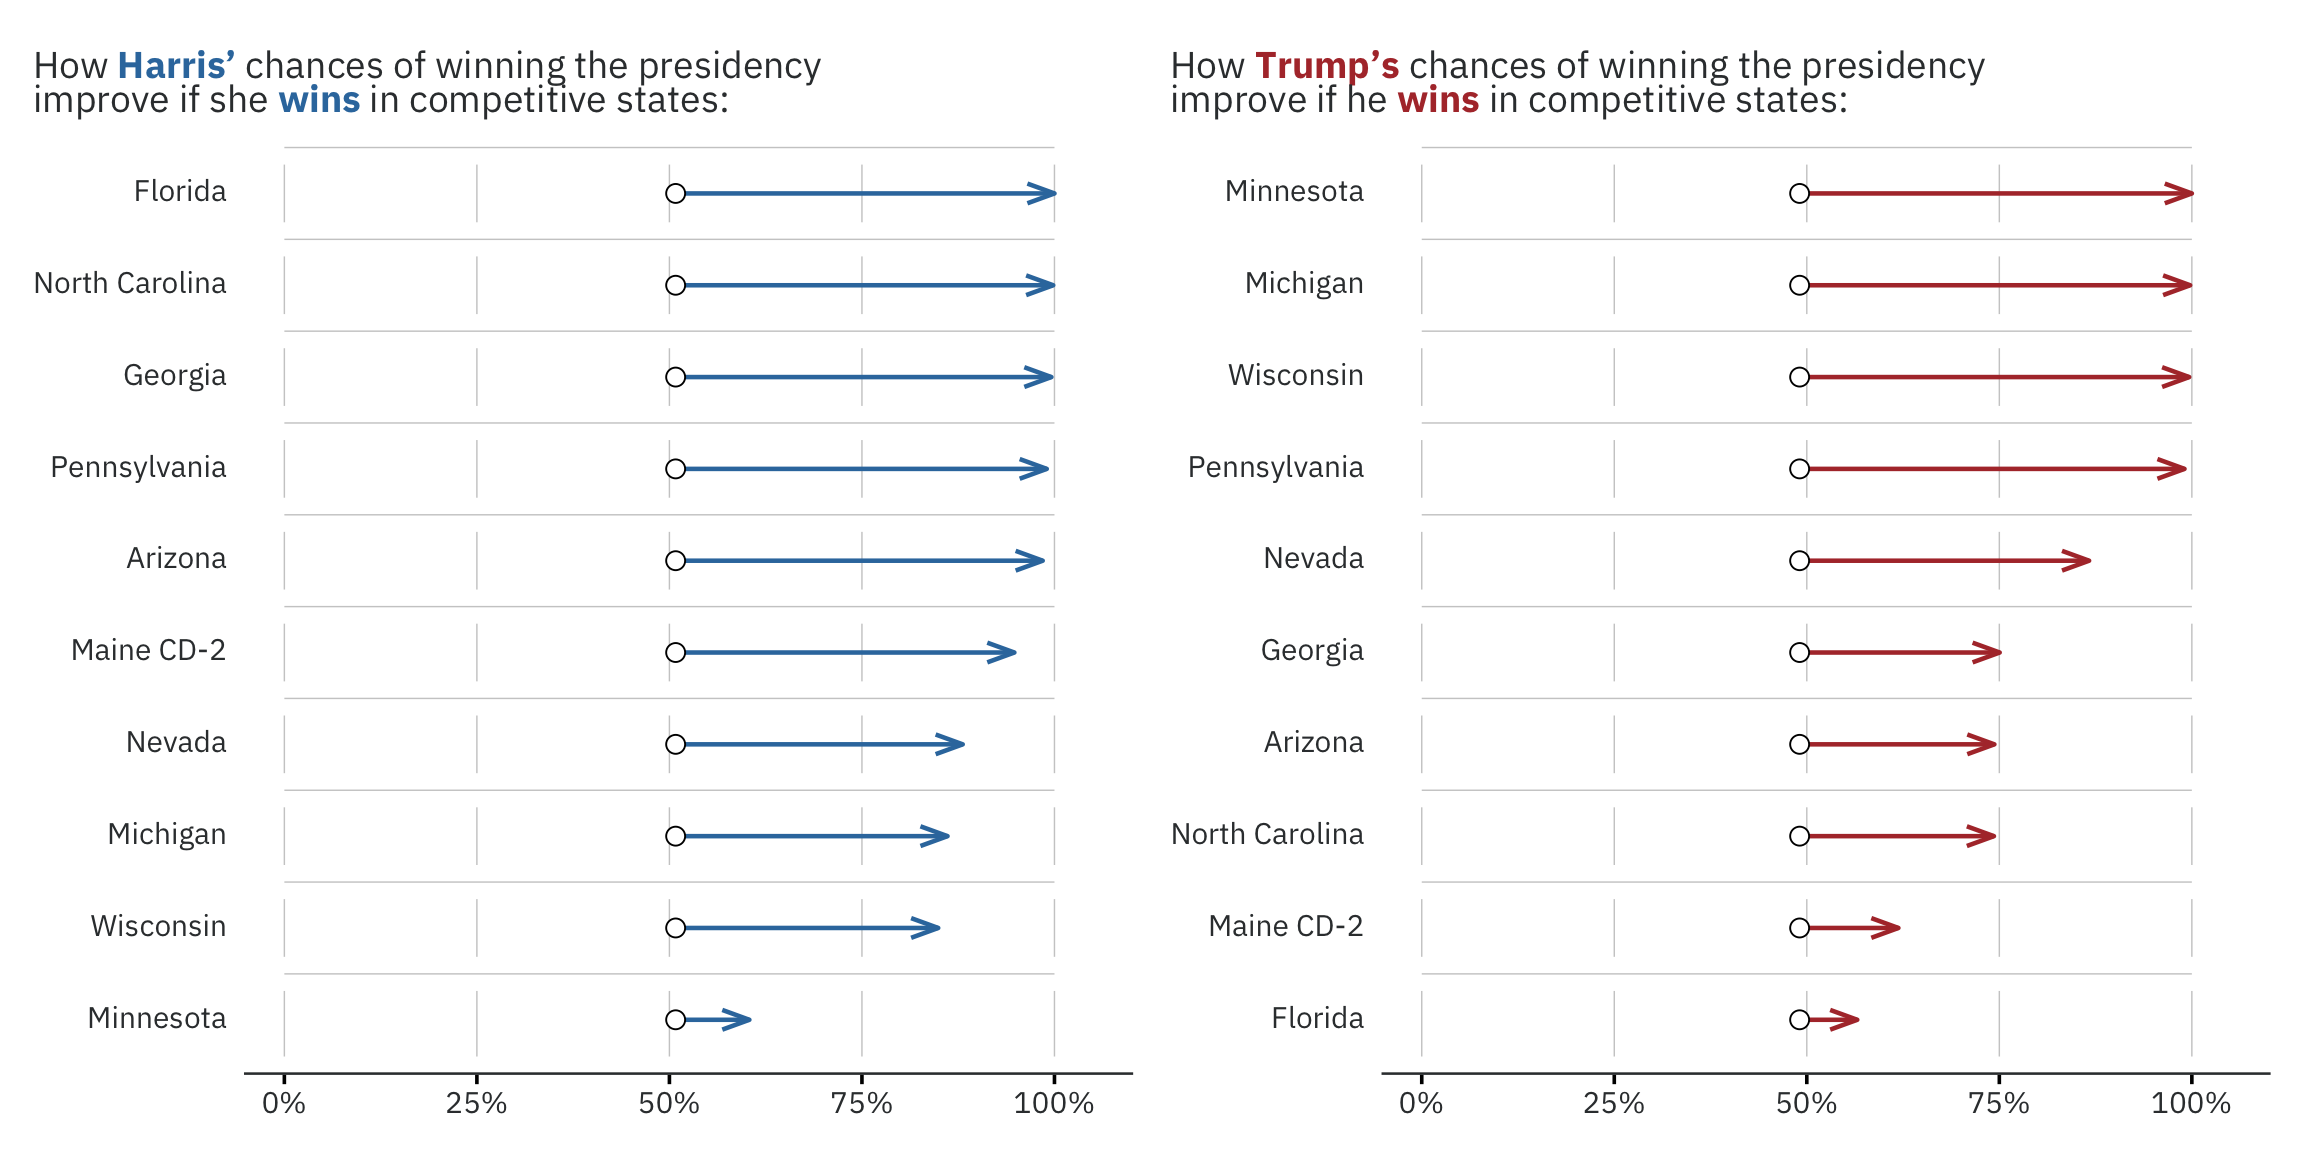 How Harris’ chances of winning the presidency
improve if she wins in competitive states:
Florida
North Carolina
Georgia
Pennsylvania
Arizona
Maine CD-2
Nevada
Michigan
Wisconsin
Minnesota
0% 25% 50% 75% 100%
How Trump’s chances of winning the presidency
improve if he wins in competitive states:
Minnesota
Michigan
Wisconsin
Pennsylvania
Nevada
Georgia
Arizona
North Carolina
Maine CD-2
Florida
0% 25% 50% 75% 100%